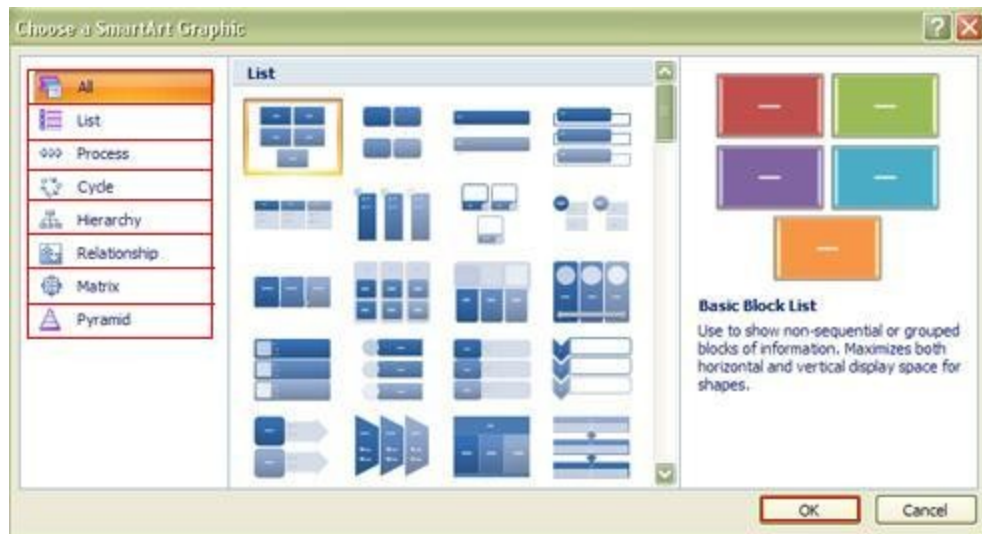 Choose a SmartArt Graphic
All
List
Process
Cycle
Hierarchy
Relationship
Matrix
Pyramid
List
Basic Block List
Use to show non-sequential or grouped
blocks of information. Maximizes both
horizontal and vertical display space for
shapes.
OK
Cancel